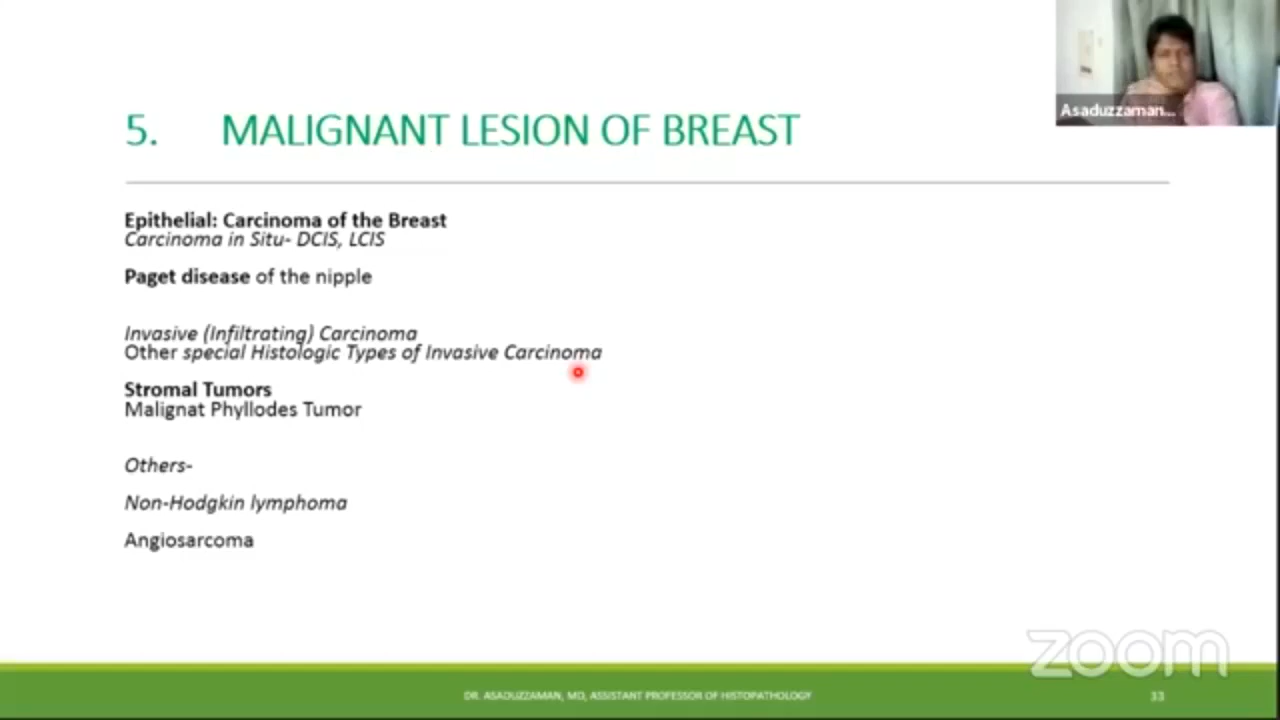 Asaduzzaman...
5. MALIGNANT LESION OF BREAST
Epithelial: Carcinoma of the Breast
Carcinoma in Situ- DCIS, LCIS
Paget disease of the nipple
Invasive (Infiltrating) Carcinoma
Other special Histologic Types of Invasive Carcinoma
Stromal Tumors
Malignat Phyllodes Tumor
Others-
Non-Hodgkin lymphoma
Angiosarcoma
zoom
DR. ASADUZZAMAN, MD, ASSISTANT PROFESSOR OF HISTOPATHOLOGY
33